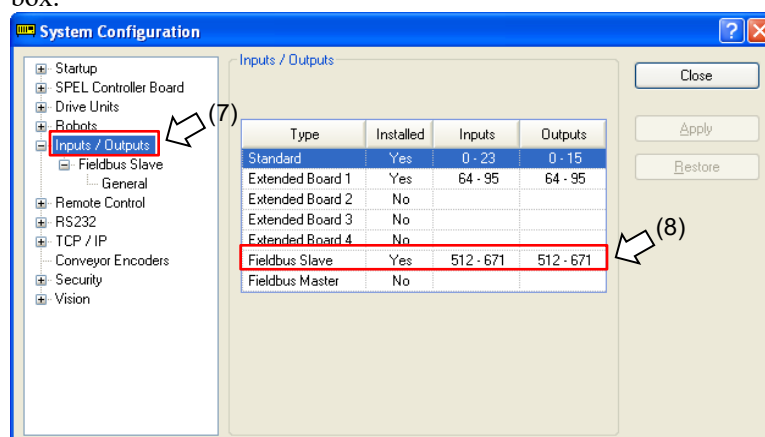 box.
System Configuration
Startup
SPEL Controller Board
Drive Units
Robots
Inputs / Outputs
Fieldbus Slave
General
Remote Control
RS232
TCP / IP
Conveyor Encoders
Security
Vision
(7)
Inputs / Outputs
Type Installed Inputs Outputs
Standard Yes 0 - 23 0 - 15
Extended Board 1 Yes 64 - 95 64 - 95
Extended Board 2 No
Extended Board 3 No
Extended Board 4 No
Fieldbus Slave Yes 512 - 671 512 - 671
Fieldbus Master No
(8)
Close
Apply
Restore